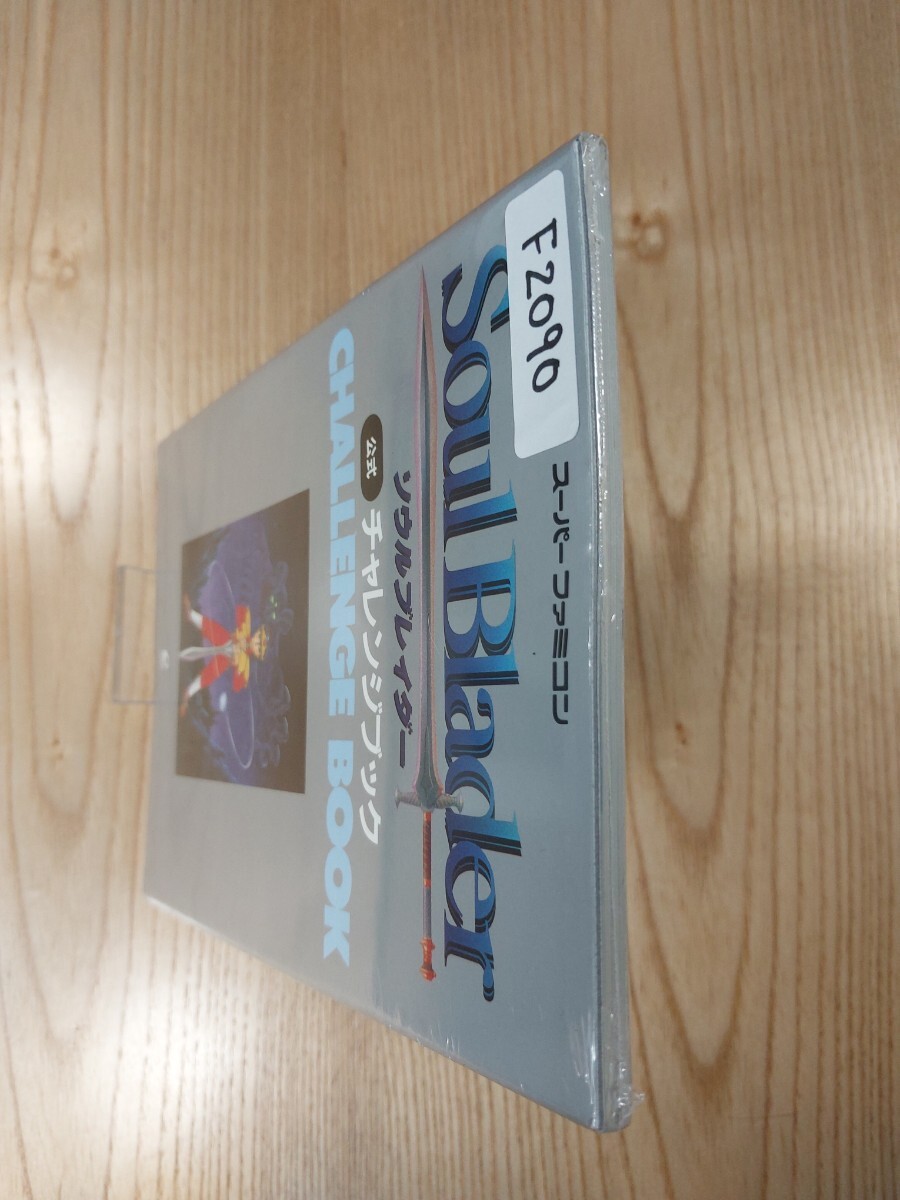 F2090
スーパーファミコン
Soul Blader
ソウルブレイダー
公式 チャレンジブック
CHALLENGE BOOK